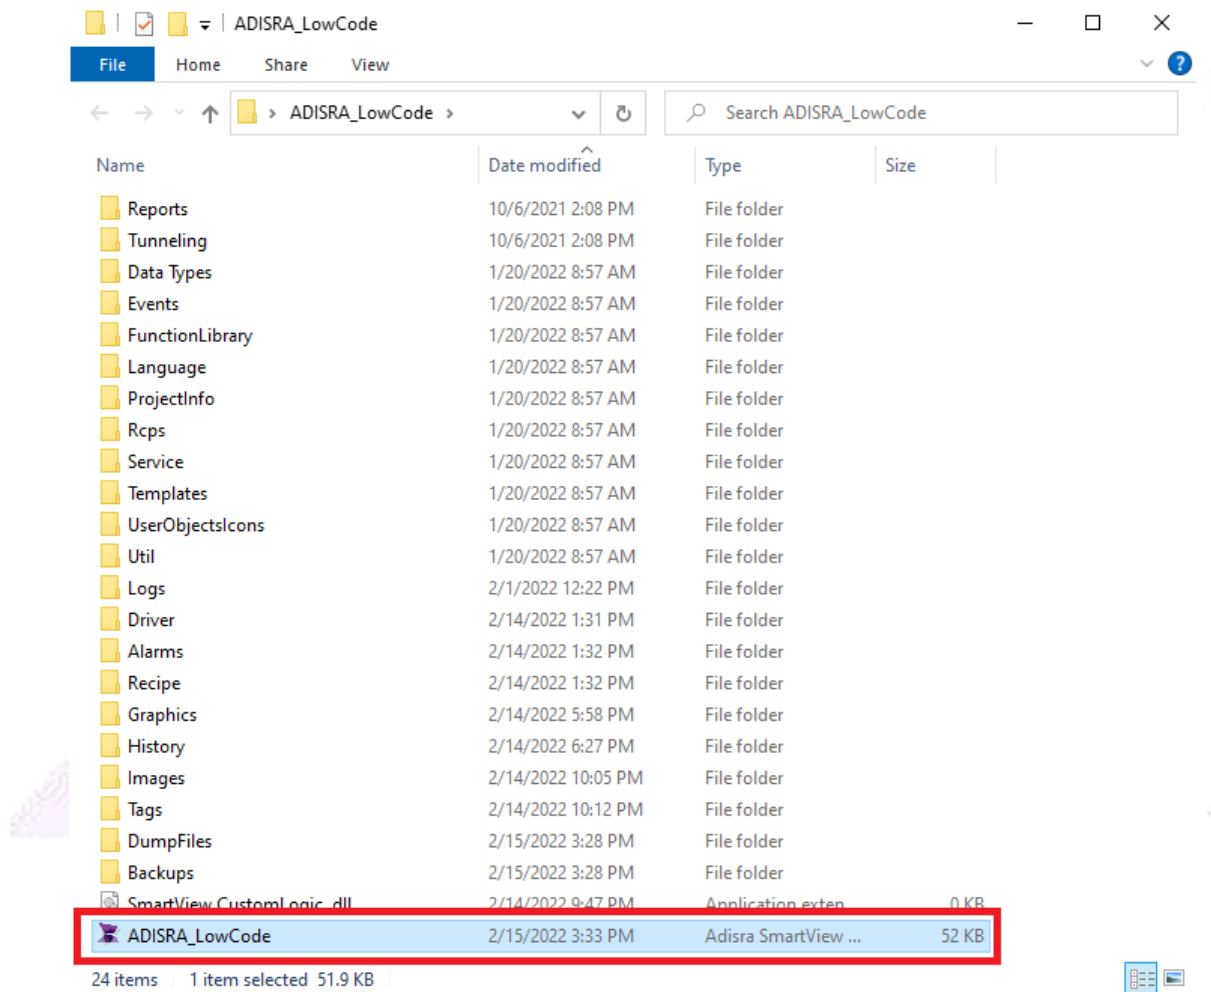 ADISRA_LowCode
File Home Share View
ADISRA_LowCode
Search ADISRA_LowCode
Name Date modified Type Size
Reports 10/6/2021 2:08 PM File folder
Tunneling 10/6/2021 2:08 PM File folder
Data Types 1/20/2022 8:57 AM File folder
Events 1/20/2022 8:57 AM File folder
FunctionLibrary 1/20/2022 8:57 AM File folder
Language 1/20/2022 8:57 AM File folder
ProjectInfo 1/20/2022 8:57 AM File folder
Rcps 1/20/2022 8:57 AM File folder
Service 1/20/2022 8:57 AM File folder
Templates 1/20/2022 8:57 AM File folder
UserObjectsIcons 1/20/2022 8:57 AM File folder
Util 1/20/2022 8:57 AM File folder
Logs 2/1/2022 12:22 PM File folder
Driver 2/14/2022 1:31 PM File folder
Alarms 2/14/2022 1:32 PM File folder
Recipe 2/14/2022 1:32 PM File folder
Graphics 2/14/2022 5:58 PM File folder
History 2/14/2022 6:27 PM File folder
Images 2/14/2022 10:05 PM File folder
Tags 2/14/2022 10:12 PM File folder
DumpFiles 2/15/2022 3:28 PM File folder
Backups 2/15/2022 3:28 PM File folder
SmartView.CustomLogic_dll 2/14/2022 9:47 PM Application exten 0 KB
ADISRA_LowCode 2/15/2022 3:33 PM Adisra SmartView ... 52 KB
24 items 1 item selected 51.9 KB